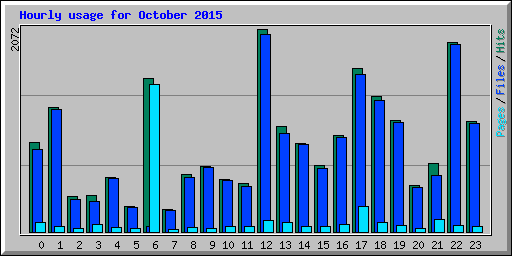 Hourly usage for October 2015
2072
Pages/Files/Hits
0 1 2 3 4 5 6 7 8 9 10 11 12 13 14 15 16 17 18 19 20 21 22 23